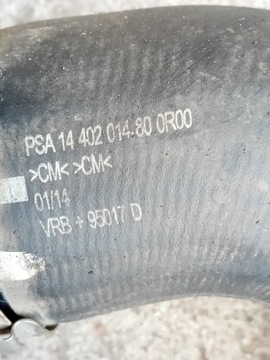 PSA 14 402 014 80 0R00
>CM< >CM<
01/14
VRB + 95017 D